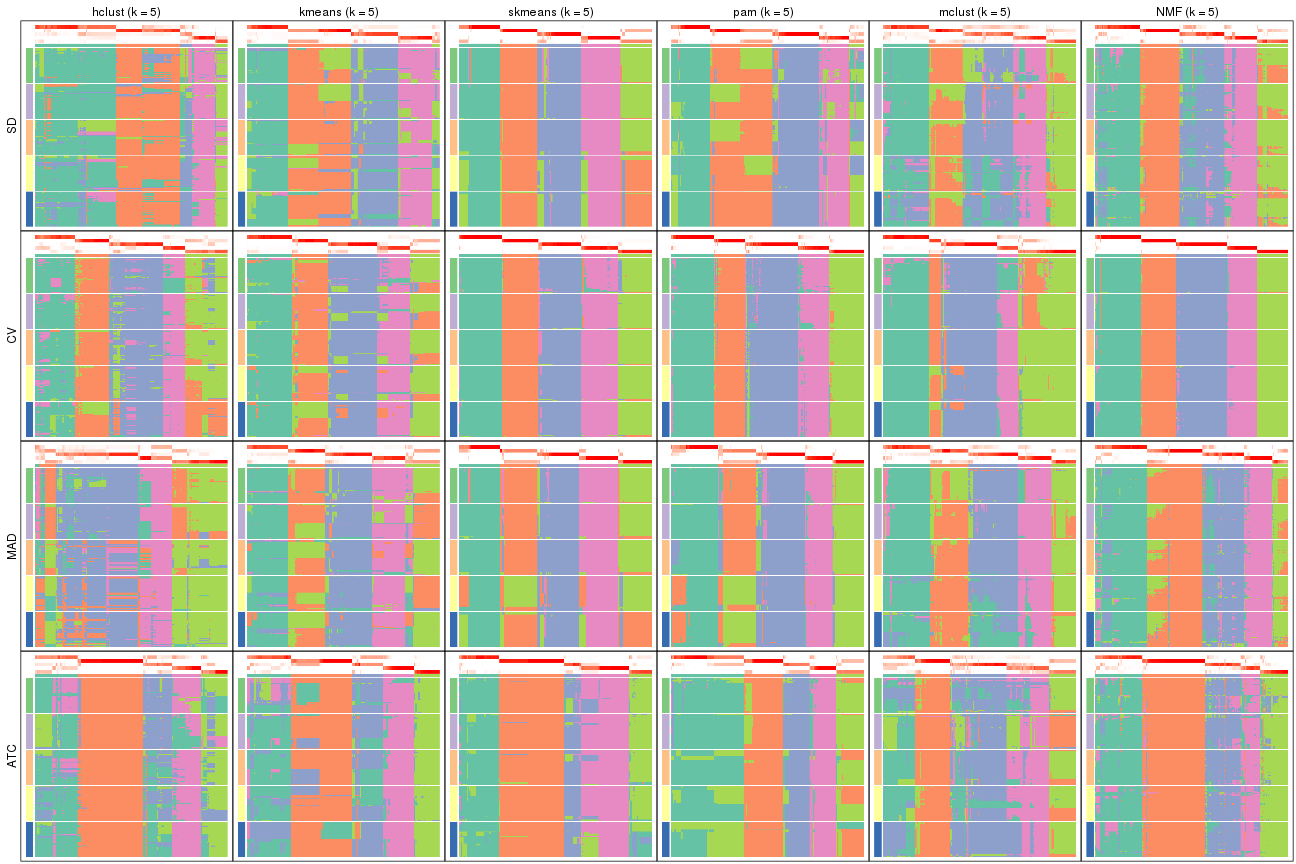 hclust (k = 5) kmeans (k = 5) skmeans (k = 5) pam (k = 5) mclust (k = 5) NMF (k = 5)
SD
CV
MAD
ATC